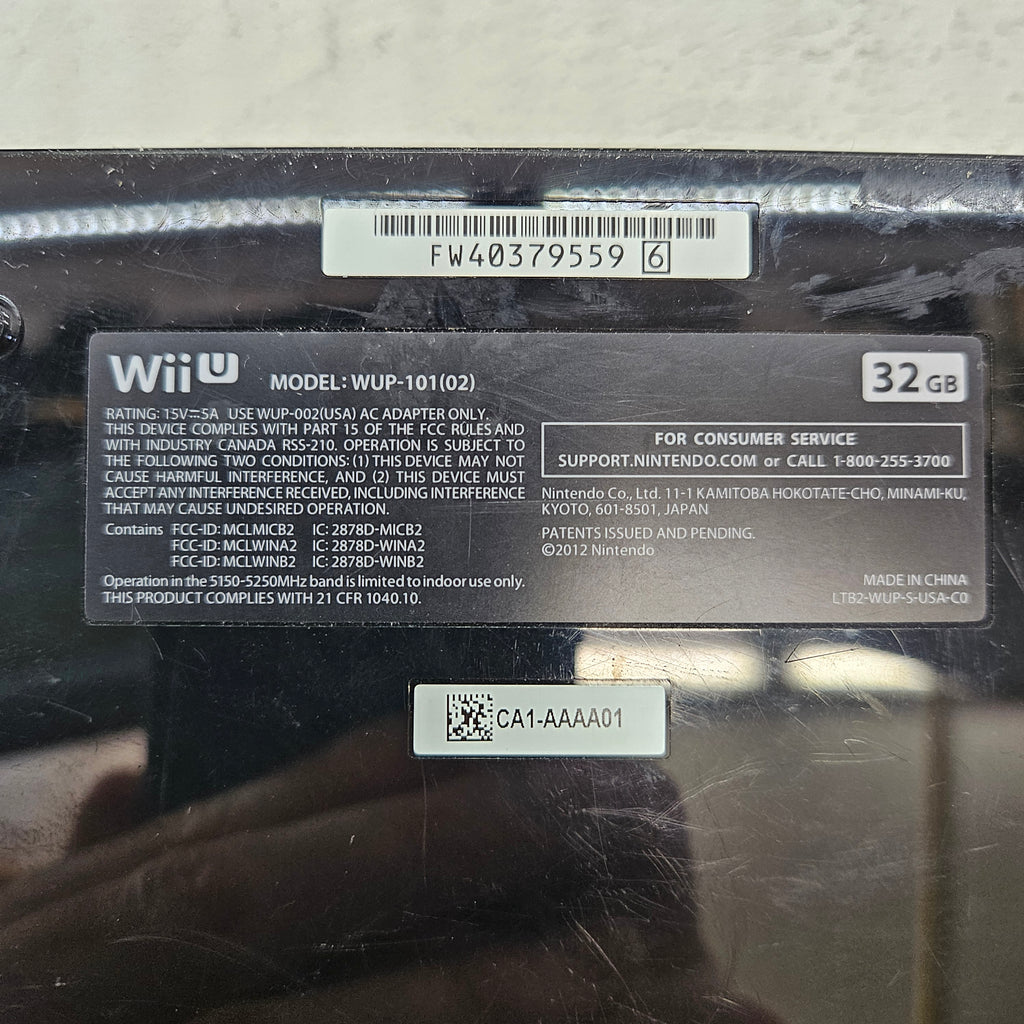 FW40379559 6
Wii U MODEL: WUP-101(02)
32GB
RATING: 15V⎓5A USE WUP-002(USA) AC ADAPTER ONLY.
THIS DEVICE COMPLIES WITH PART 15 OF THE FCC RULES AND
WITH INDUSTRY CANADA RSS-210. OPERATION IS SUBJECT TO
THE FOLLOWING TWO CONDITIONS: (1) THIS DEVICE MAY NOT
CAUSE HARMFUL INTERFERENCE, AND (2) THIS DEVICE MUST
ACCEPT ANY INTERFERENCE RECEIVED, INCLUDING INTERFERENCE
THAT MAY CAUSE UNDESIRED OPERATION.
Contains FCC-ID: MCLMICB2 IC: 2878D-MICB2
FCC-ID: MCLWINA2 IC: 2878D-WINA2
FCC-ID: MCLWINB2 IC: 2878D-WINB2
Operation in the 5150-5250MHz band is limited to indoor use only.
THIS PRODUCT COMPLIES WITH 21 CFR 1040.10.
FOR CONSUMER SERVICE
SUPPORT.NINTENDO.COM or CALL 1-800-255-3700
Nintendo Co., Ltd. 11-1 KAMITOBA HOKOTATE-CHO, MINAMI-KU,
KYOTO, 601-8501, JAPAN
PATENTS ISSUED AND PENDING.
©2012 Nintendo
MADE IN CHINA
LTB2-WUP-S-USA-C0
CA1-AAAA01